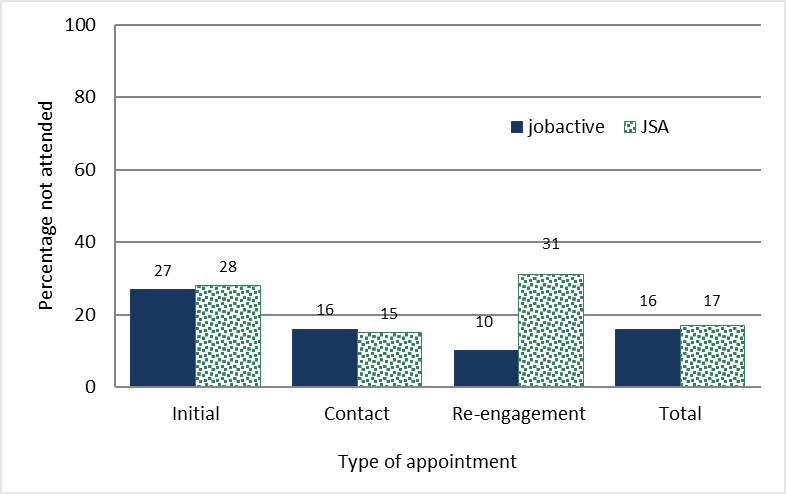 100
80
60
40
20
0
Percentage not attended
jobactive JSA
27 28 16 15 10 31 16 17
Initial Contact Re-engagement Total
Type of appointment